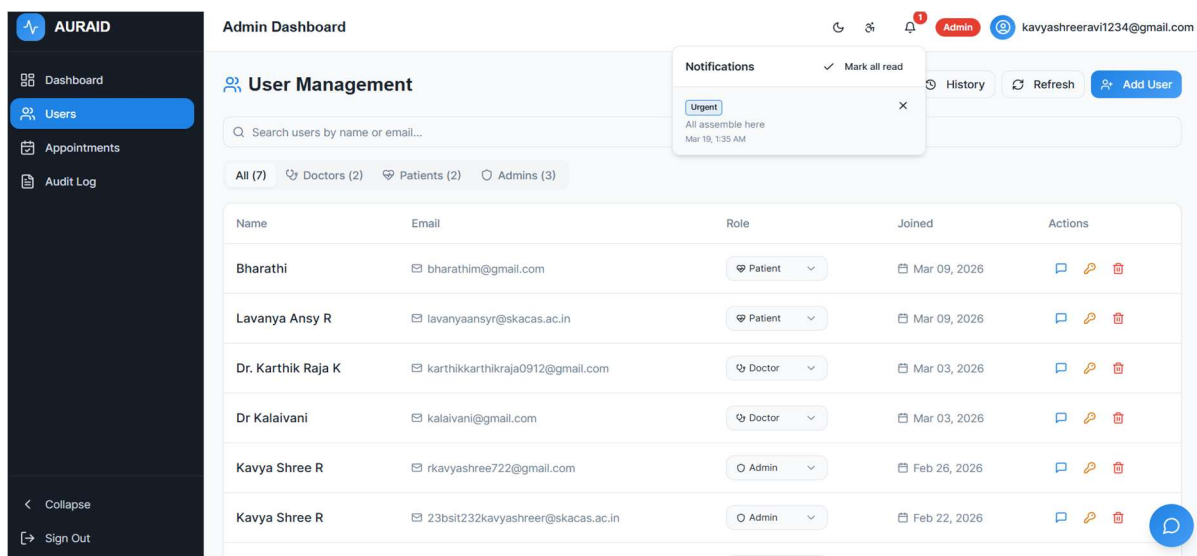 AURAID
Dashboard
Users
Appointments
Audit Log
Collapse
Sign Out
Admin Dashboard
1
Admin
kavyashreeravi1234@gmail.com
User Management
History
Refresh
Add User
Notifications
Mark all read
Urgent
All assemble here
Mar 19, 1:35 AM
Search users by name or email...
All (7) Doctors (2) Patients (2) Admins (3)
Name Email Role Joined Actions
Bharathi bharathim@gmail.com Patient Mar 09, 2026
Lavanya Ansy R lavanyaansyr@skacas.ac.in Patient Mar 09, 2026
Dr. Karthik Raja K karthikkarthikraja0912@gmail.com Doctor Mar 03, 2026
Dr Kalaivani kalaivani@gmail.com Doctor Mar 03, 2026
Kavya Shree R rkavyashree722@gmail.com Admin Feb 26, 2026
Kavya Shree R 23bsit232kavyashreer@skacas.ac.in Admin Feb 22, 2026